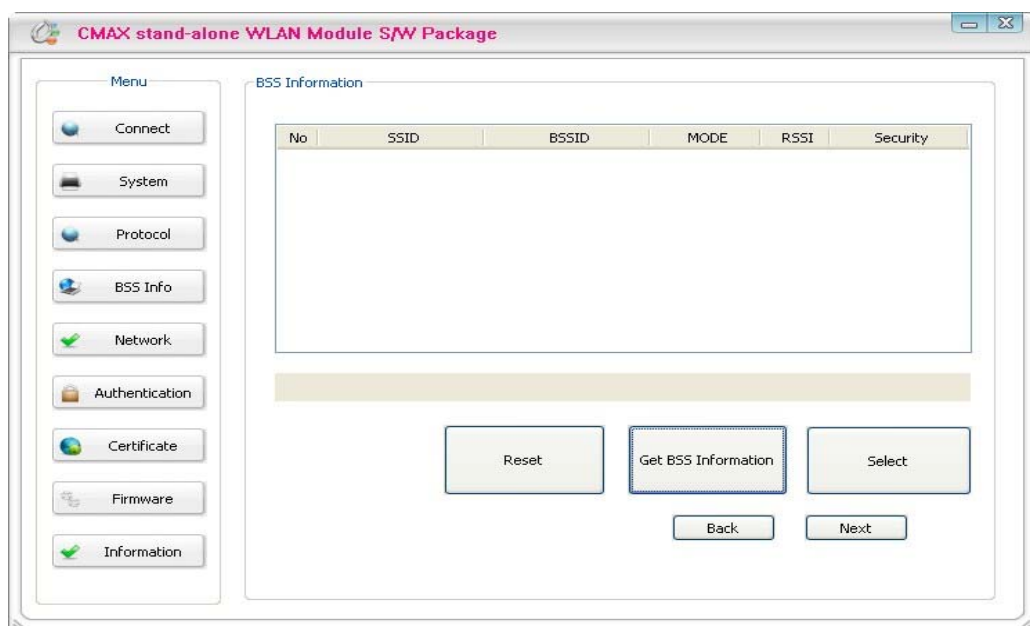 CMAX stand-alone WLAN Module S/W Package
Menu
Connect
System
Protocol
BSS Info
Network
Authentication
Certificate
Firmware
Information
BSS Information
No SSID BSSID MODE RSSI Security
Reset Get BSS Information Select
Back Next